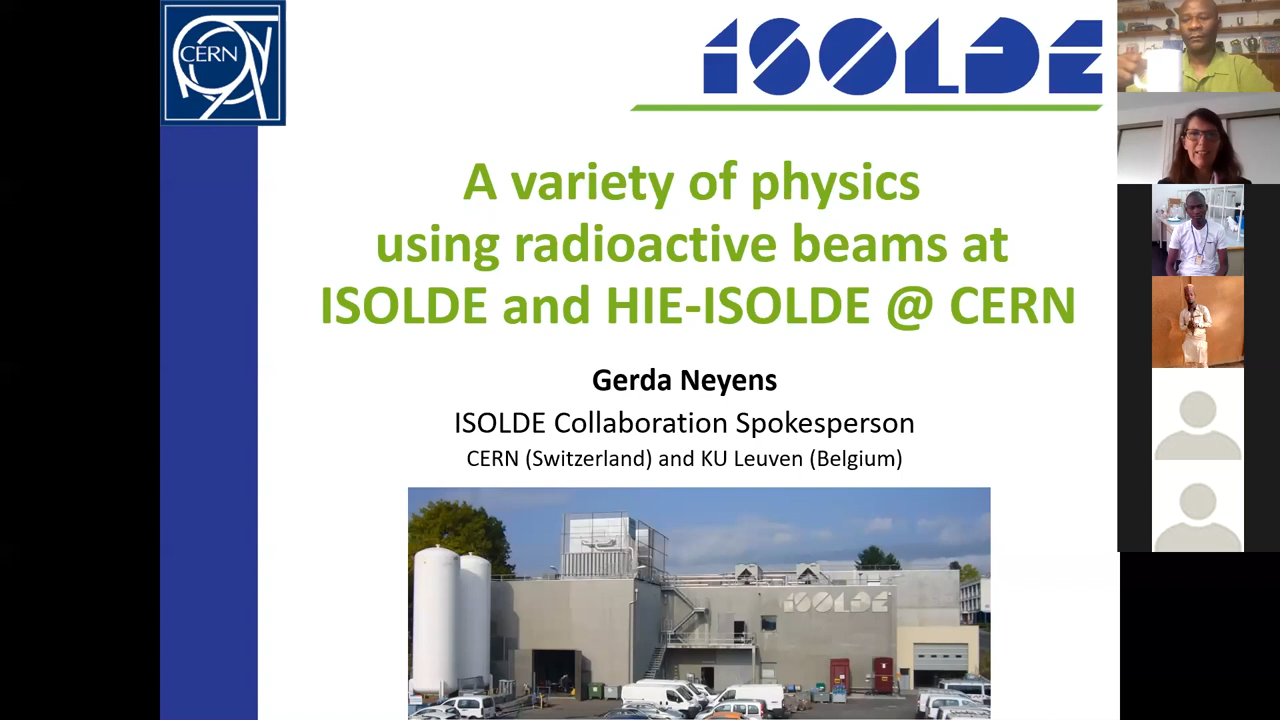 CERN
ISOLDE
A variety of physics
using radioactive beams at
ISOLDE and HIE-ISOLDE @ CERN
Gerda Neyens
ISOLDE Collaboration Spokesperson
CERN (Switzerland) and KU Leuven (Belgium)
ISOLDE